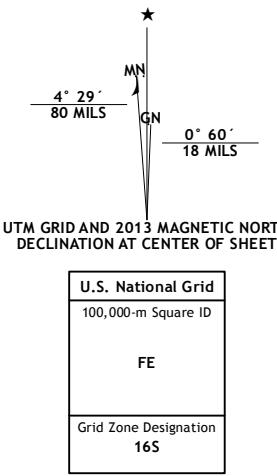 ★
MN
4° 29´
80 MILS
GN
0° 60´
18 MILS
UTM GRID AND 2013 MAGNETIC NORT
DECLINATION AT CENTER OF SHEET
U.S. National Grid
100,000-m Square ID
FE
Grid Zone Designation
16S